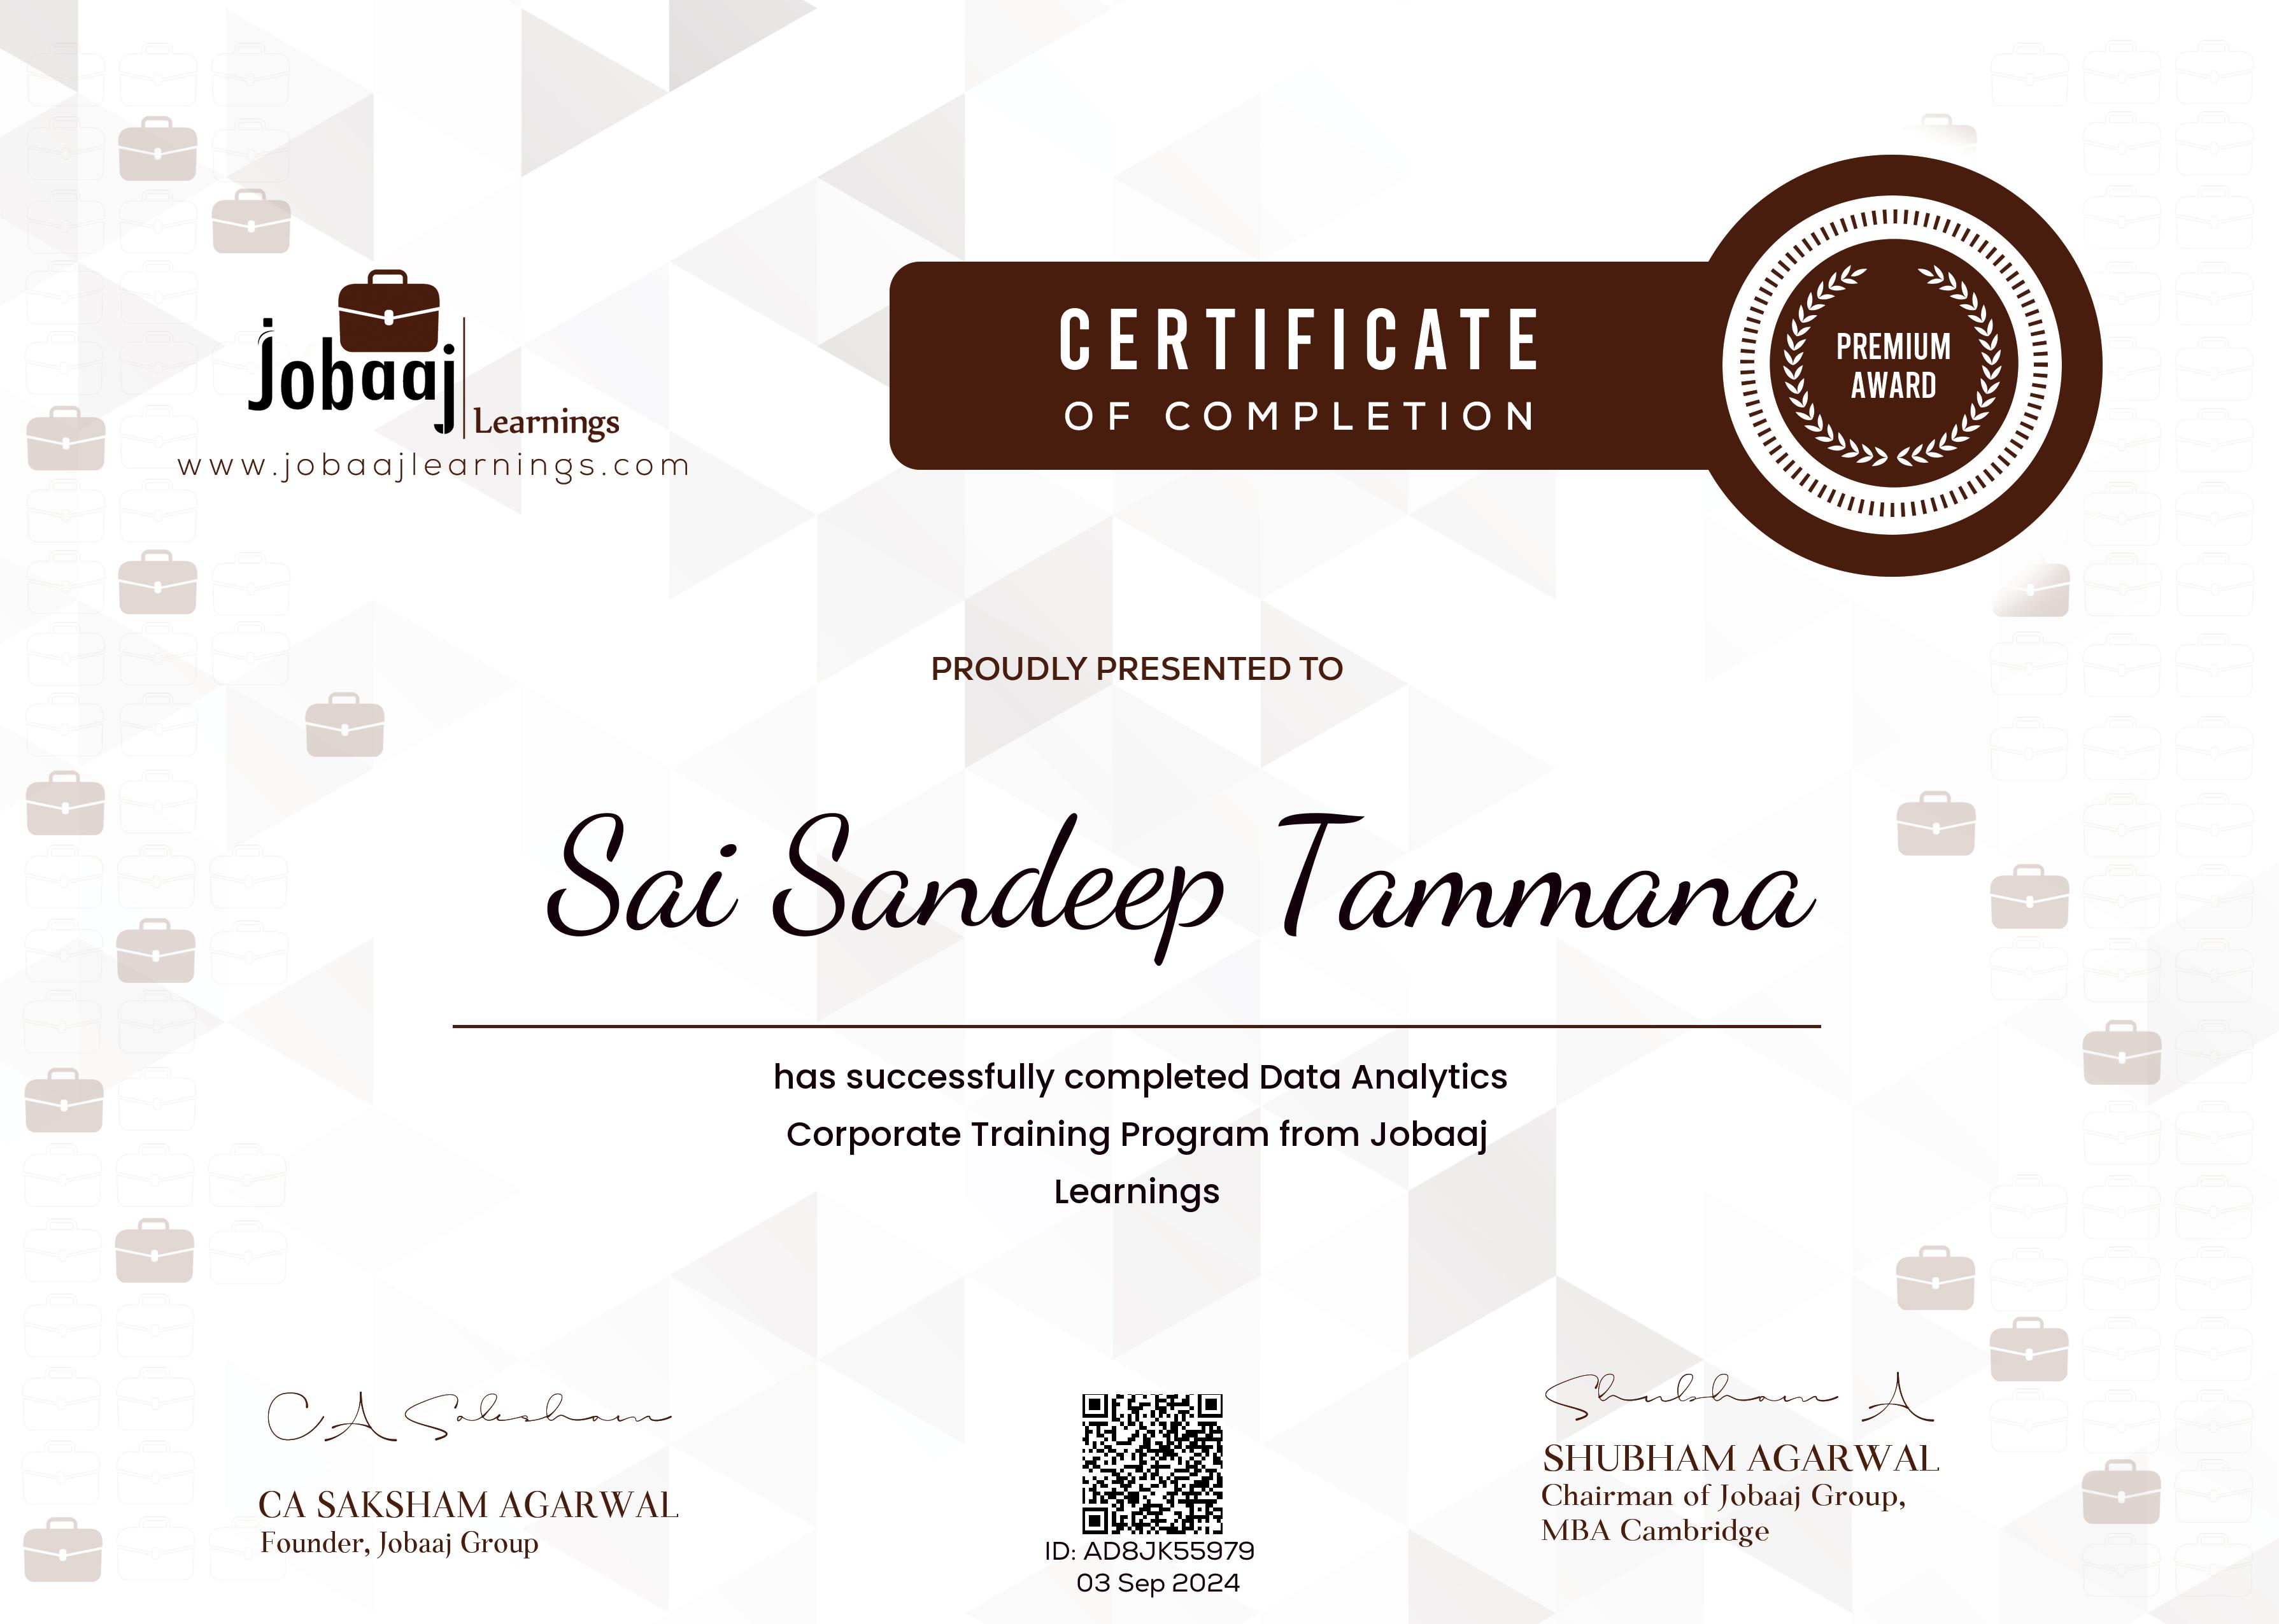 Jobaaj
Learnings
www.jobaajlearnings.com
CERTIFICATE
OF COMPLETION
PREMIUM
AWARD
PROUDLY PRESENTED TO
Sai Sandeep Tammana
has successfully completed Data Analytics
Corporate Training Program from Jobaaj
Learnings
CA Saksham
CA SAKSHAM AGARWAL
Founder, Jobaaj Group
ID: AD8JK55979
03 Sep 2024
Shubham A
SHUBHAM AGARWAL
Chairman of Jobaaj Group,
MBA Cambridge